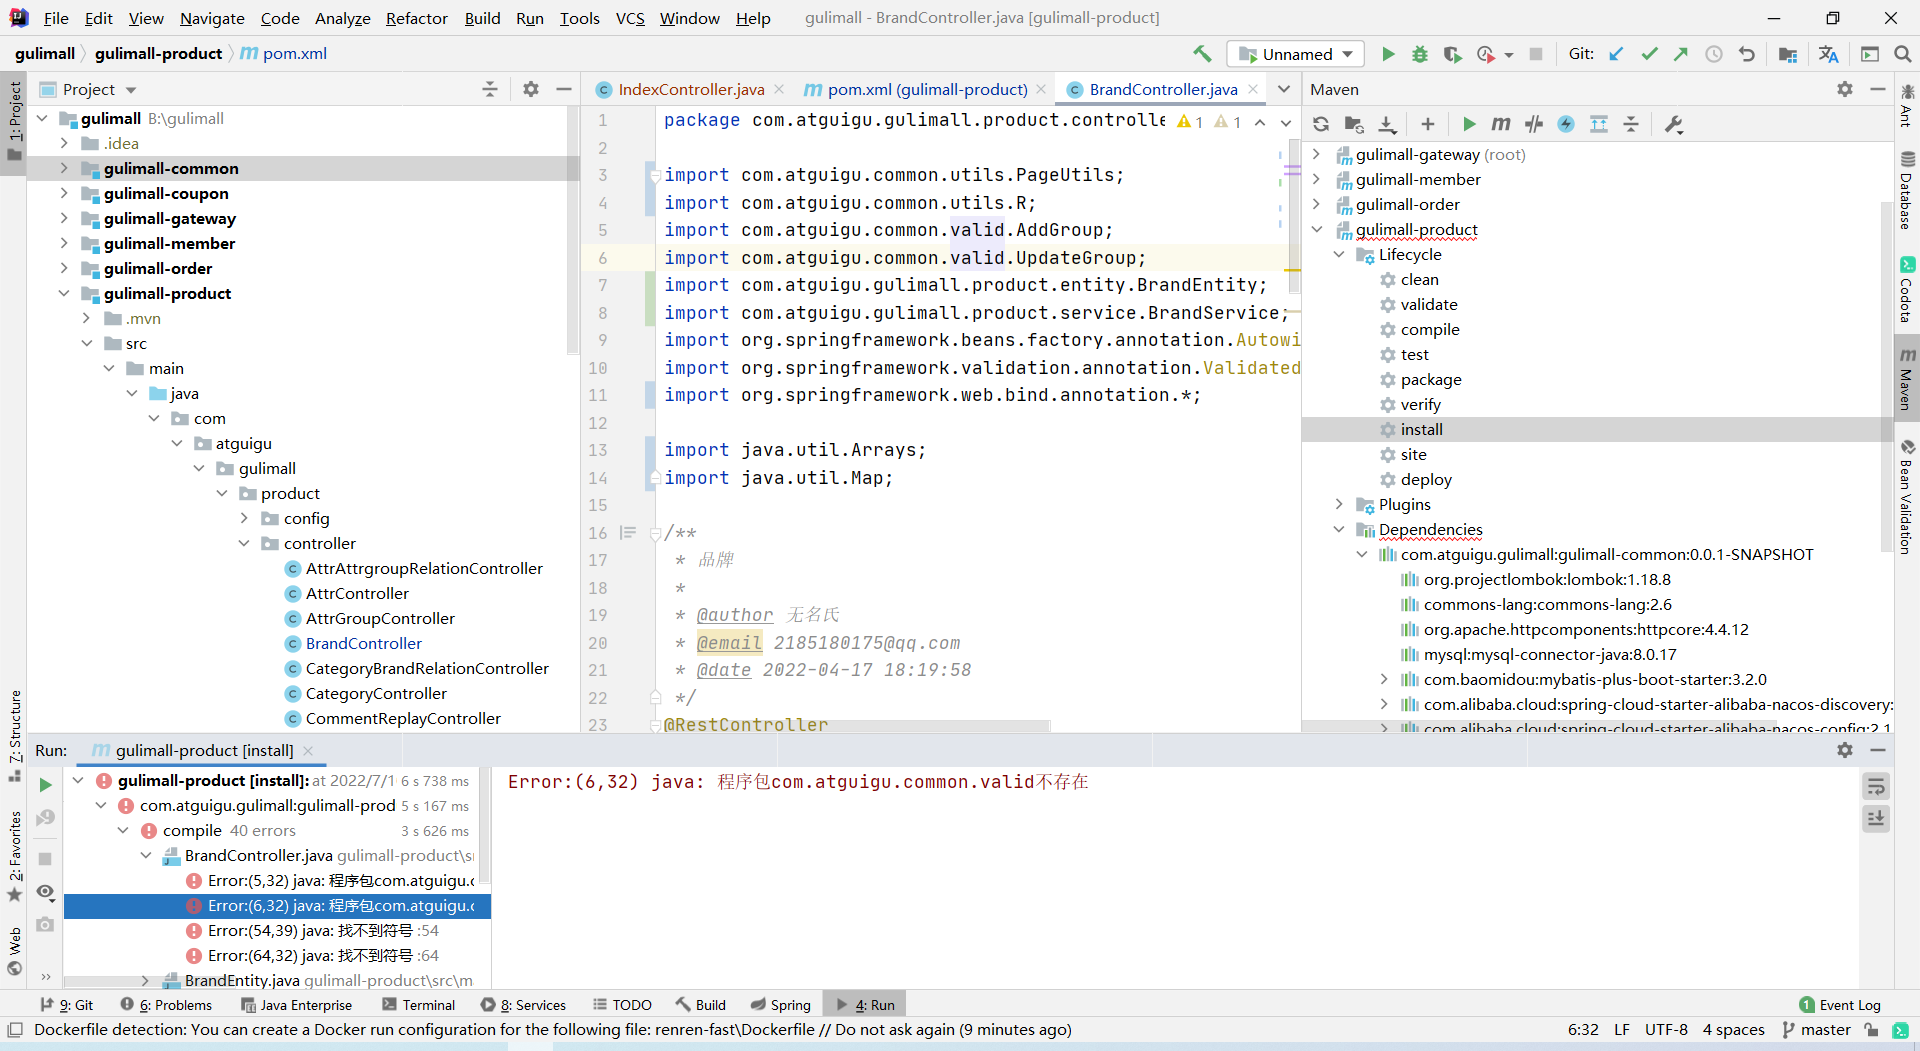 File Edit View Navigate Code Analyze Refactor Build Run Tools VCS Window Help gulimall - BrandController.java [gulimall-product]
gulimall gulimall-product pom.xml
Unnamed Git:
1: Project
Project
gulimall B:\gulimall
.idea
gulimall-common
gulimall-coupon
gulimall-gateway
gulimall-member
gulimall-order
gulimall-product
.mvn
src
main
java
com
atguigu
gulimall
product
config
controller
AttrAttrgroupRelationController
AttrController
AttrGroupController
BrandController
CategoryBrandRelationController
CategoryController
CommentReplayController
IndexController.java pom.xml (gulimall-product) BrandController.java
1 package com.atguigu.gulimall.product.controlle 1 1
2
3 import com.atguigu.common.utils.PageUtils;
4 import com.atguigu.common.utils.R;
5 import com.atguigu.common.valid.AddGroup;
6 import com.atguigu.common.valid.UpdateGroup;
7 import com.atguigu.gulimall.product.entity.BrandEntity;
8 import com.atguigu.gulimall.product.service.BrandService;
9 import org.springframework.beans.factory.annotation.Autowi
10 import org.springframework.validation.annotation.Validated
11 import org.springframework.web.bind.annotation.*;
12
13 import java.util.Arrays;
14 import java.util.Map;
15
16 /**
17 * 品牌
18 *
19 * @author 无名氏
20 * @email 2185180175@qq.com
21 * @date 2022-04-17 18:19:58
22 */
23 @RestController
Maven
gulimall-gateway (root)
gulimall-member
gulimall-order
gulimall-product
Lifecycle
clean
validate
compile
test
package
verify
install
site
deploy
Plugins
Dependencies
com.atguigu.gulimall:gulimall-common:0.0.1-SNAPSHOT
org.projectlombok:lombok:1.18.8
commons-lang:commons-lang:2.6
org.apache.httpcomponents:httpcore:4.4.12
mysql:mysql-connector-java:8.0.17
com.baomidou:mybatis-plus-boot-starter:3.2.0
com.alibaba.cloud:spring-cloud-starter-alibaba-nacos-discovery:
com.alibaba.cloud:spring-cloud-starter-alibaba-nacos-config:2.1
Ant
Database
Codota
Maven
Bean Validation
7: Structure
2: Favorites
Web
Run: gulimall-product [install]
gulimall-product [install]: at 2022/7/1 6 s 738 ms
com.atguigu.gulimall:gulimall-prod 5 s 167 ms
compile 40 errors 3 s 626 ms
BrandController.java gulimall-product\s
Error:(5,32) java: 程序包com.atguigu.c
Error:(6,32) java: 程序包com.atguigu.c
Error:(54,39) java: 找不到符号 :54
Error:(64,32) java: 找不到符号 :64
BrandEntity.java gulimall-product\src\m
Error:(6,32) java: 程序包com.atguigu.common.valid不存在
9: Git 6: Problems Java Enterprise Terminal 8: Services TODO Build Spring 4: Run 1 Event Log
Dockerfile detection: You can create a Docker run configuration for the following file: renren-fast\Dockerfile // Do not ask again (9 minutes ago) 6:32 LF UTF-8 4 spaces master